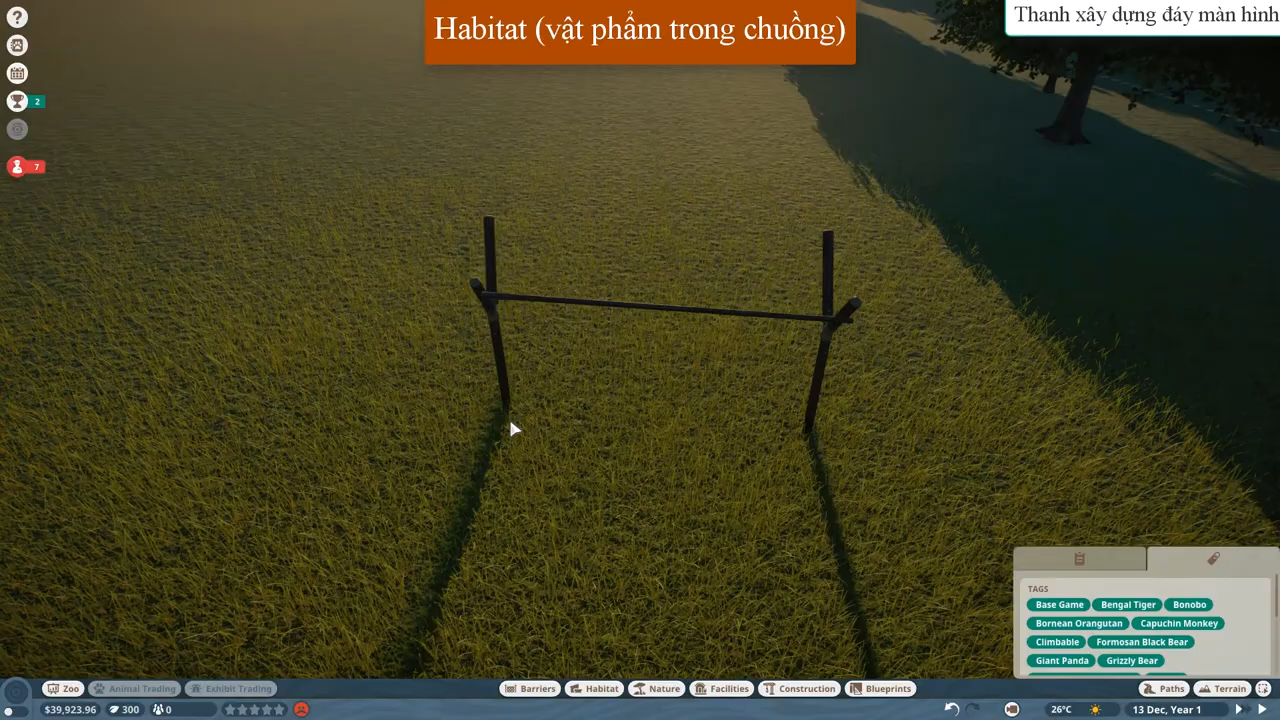 Habitat (vật phẩm trong chuồng)
Thanh xây dựng đáy màn hình
?
2
7
TAGS
Base Game Bengal Tiger Bonobo
Bornean Orangutan Capuchin Monkey
Climbable Formosan Black Bear
Giant Panda Grizzly Bear
Zoo Animal Trading Exhibit Trading Barriers Habitat Nature Facilities Construction Blueprints Paths Terrain
$39,923.96 300 0 26°C 13 Dec, Year 1